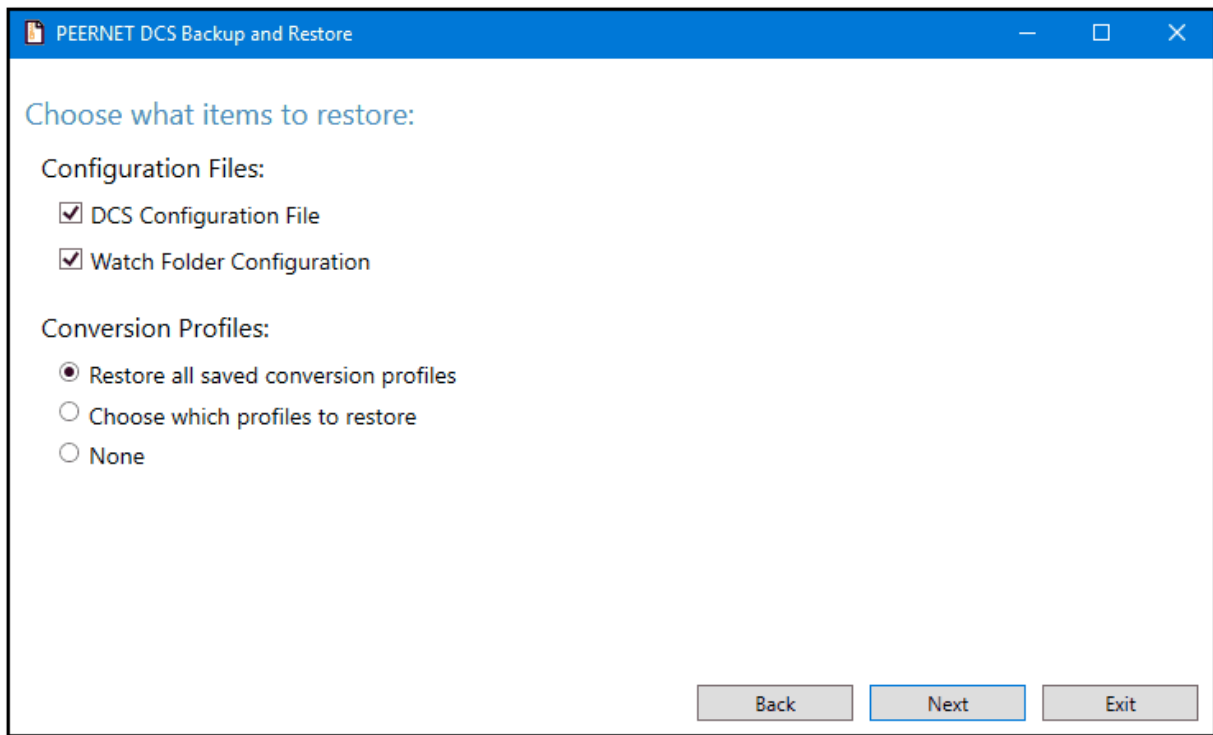 PEERNET DCS Backup and Restore
Choose what items to restore:
Configuration Files:
DCS Configuration File
Watch Folder Configuration
Conversion Profiles:
Restore all saved conversion profiles
Choose which profiles to restore
None
Back Next Exit